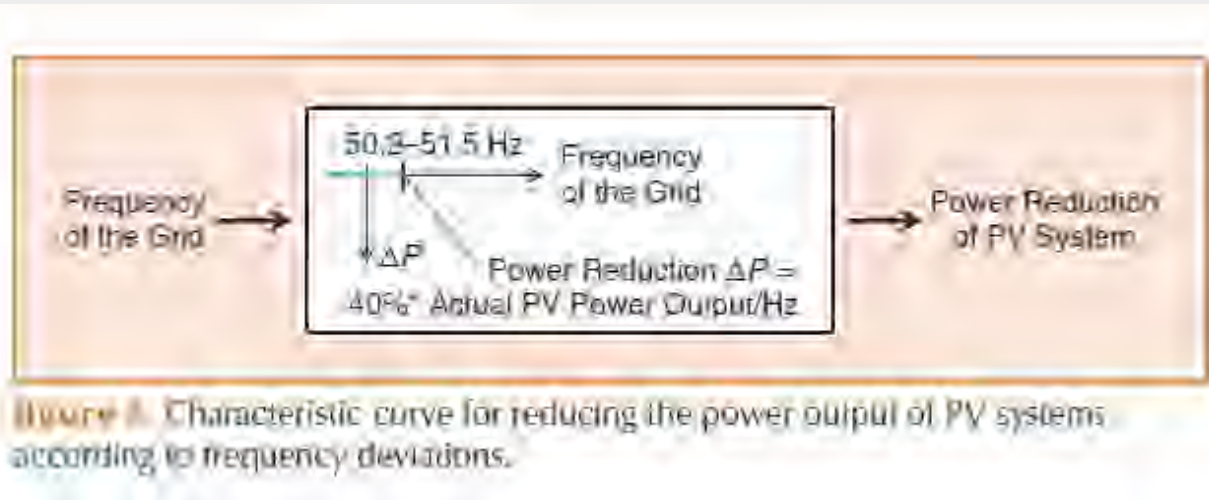 50.2–51.5 Hz
Frequency
of the Grid
Frequency
of the Grid
ΔP
Power Reduction ΔP =
40%* Actual PV Power Output/Hz
Power Reduction
of PV System
Characteristic curve for reducing the power output of PV systems
according to frequency deviations.